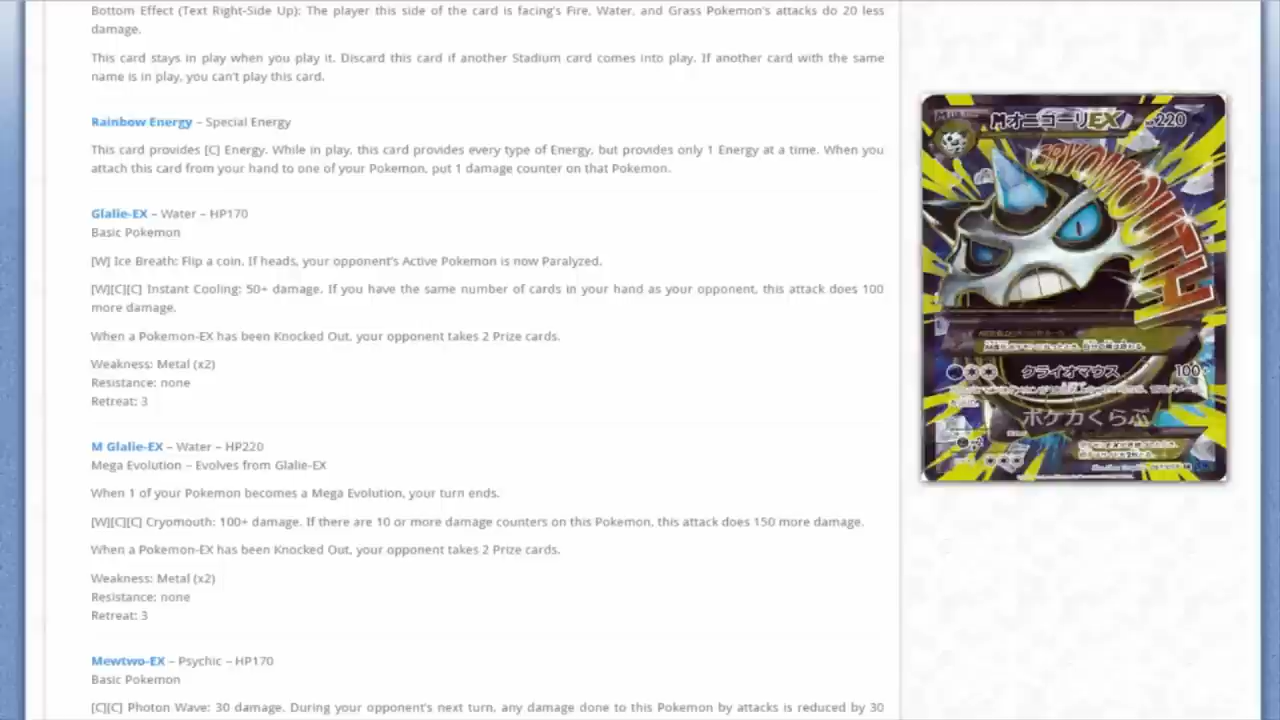 Bottom Effect (Text Right-Side Up): The player this side of the card is facing's Fire, Water, and Grass Pokemon's attacks do 20 less
damage.
This card stays in play when you play it. Discard this card if another Stadium card comes into play. If another card with the same
name is in play, you can't play this card.
Rainbow Energy – Special Energy
This card provides [C] Energy. While in play, this card provides every type of Energy, but provides only 1 Energy at a time. When you
attach this card from your hand to one of your Pokemon, put 1 damage counter on that Pokemon.
Glalie-EX – Water – HP170
Basic Pokemon
[W] Ice Breath: Flip a coin. If heads, your opponent's Active Pokemon is now Paralyzed.
[W][C][C] Instant Cooling: 50+ damage. If you have the same number of cards in your hand as your opponent, this attack does 100
more damage.
When a Pokemon-EX has been Knocked Out, your opponent takes 2 Prize cards.
Weakness: Metal (x2)
Resistance: none
Retreat: 3
M Glalie-EX – Water – HP220
Mega Evolution – Evolves from Glalie-EX
When 1 of your Pokemon becomes a Mega Evolution, your turn ends.
[W][C][C] Cryomouth: 100+ damage. If there are 10 or more damage counters on this Pokemon, this attack does 150 more damage.
When a Pokemon-EX has been Knocked Out, your opponent takes 2 Prize cards.
Weakness: Metal (x2)
Resistance: none
Retreat: 3
Mewtwo-EX – Psychic – HP170
Basic Pokemon
[C][C] Photon Wave: 30 damage. During your opponent's next turn, any damage done to this Pokemon by attacks is reduced by 30
MオニゴーリEX 220
CRYOMOUTH
クライオマウス 100+
ポケカくらぶ